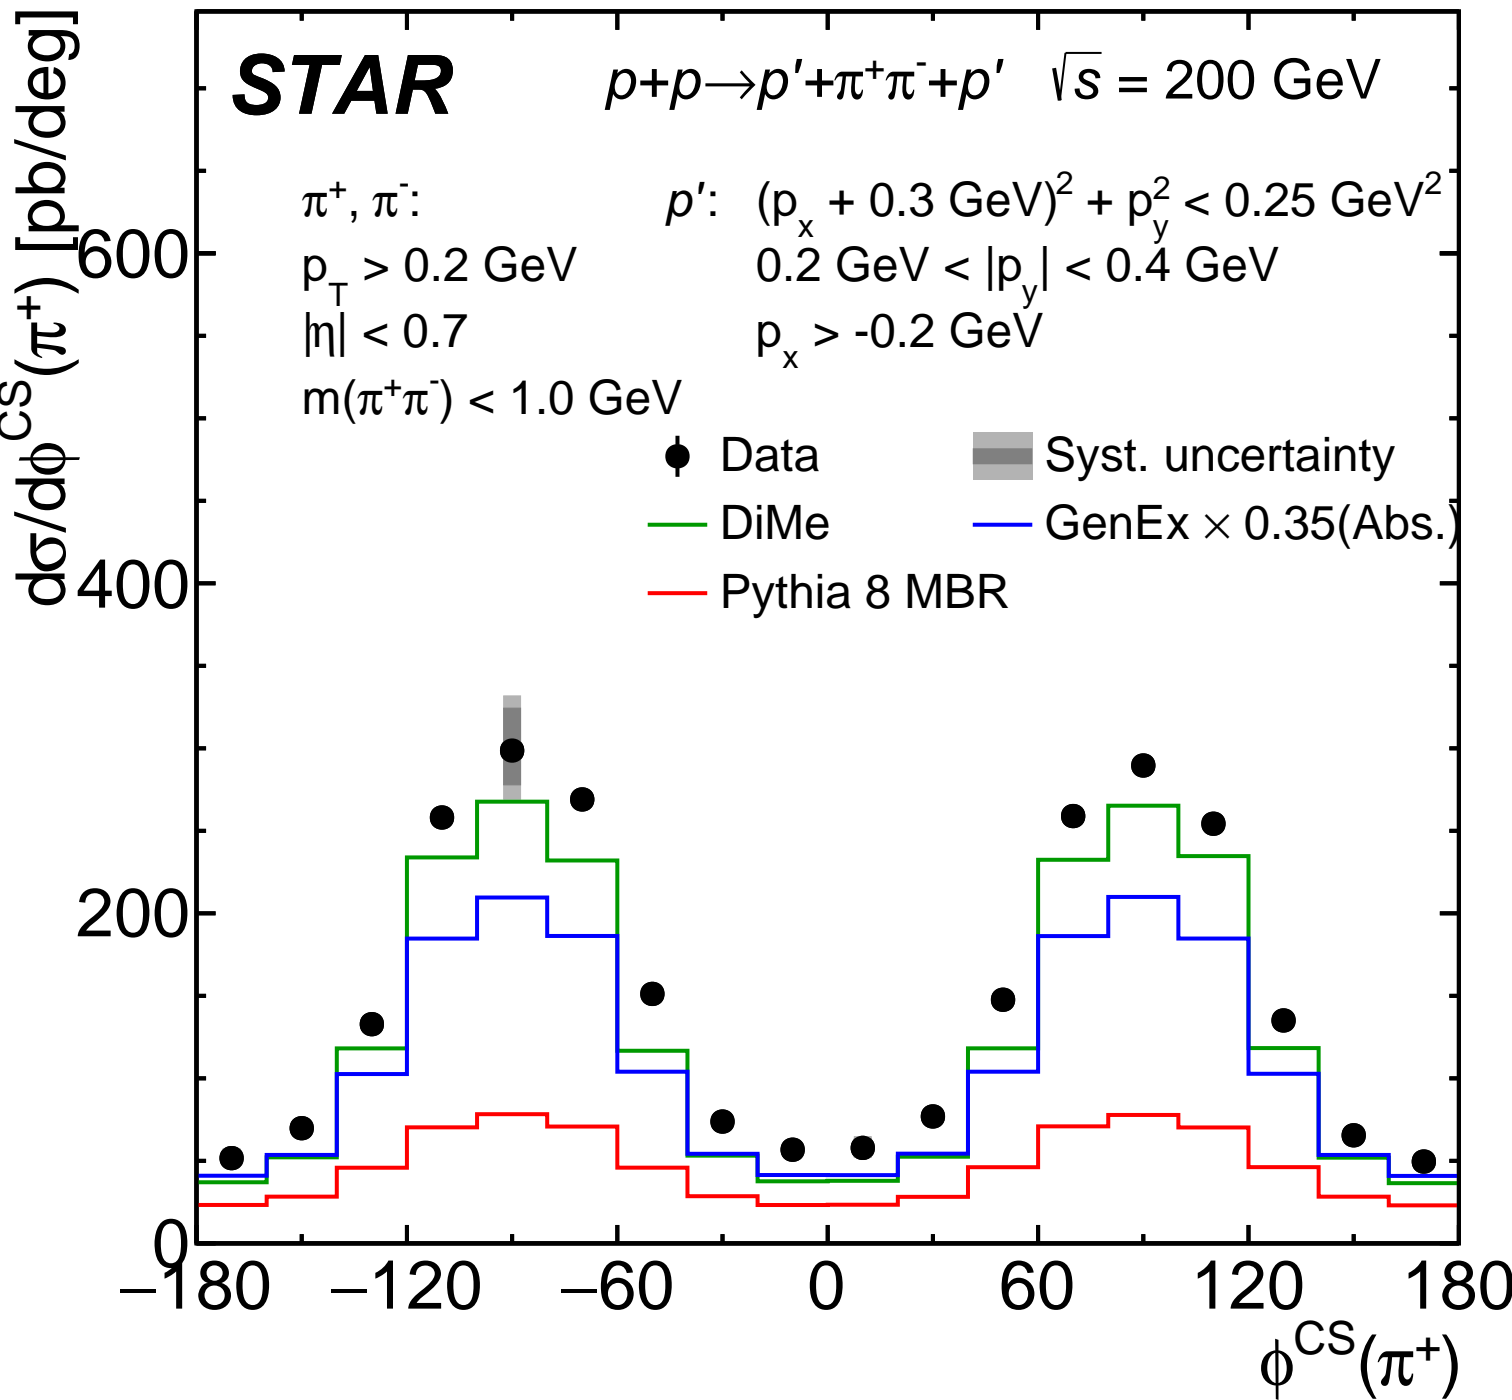 STAR p+p→p′+π⁺π⁻+p′ √s = 200 GeV
π⁺, π⁻: p′: (pₓ + 0.3 GeV)² + p_y² < 0.25 GeV²
p_T > 0.2 GeV 0.2 GeV < |p_y| < 0.4 GeV
|η| < 0.7 pₓ > -0.2 GeV
m(π⁺π⁻) < 1.0 GeV
Data Syst. uncertainty
DiMe GenEx × 0.35(Abs.)
Pythia 8 MBR
dσ/dϕ^CS(π⁺) [pb/deg]
600
400
200
0
−180 −120 −60 0 60 120 180
ϕ^CS(π⁺)